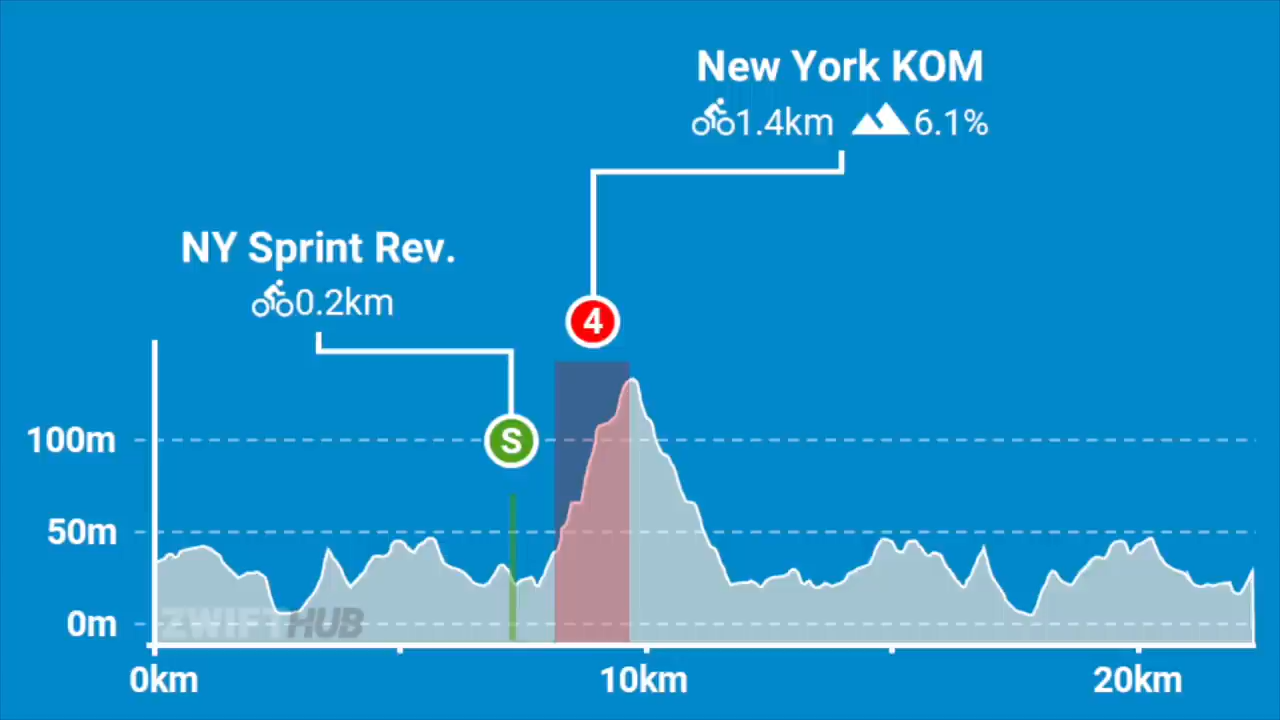 New York KOM
1.4km 6.1%
NY Sprint Rev.
0.2km
4
S
100m
50m
0m
ZWIFTHUB
0km 10km 20km